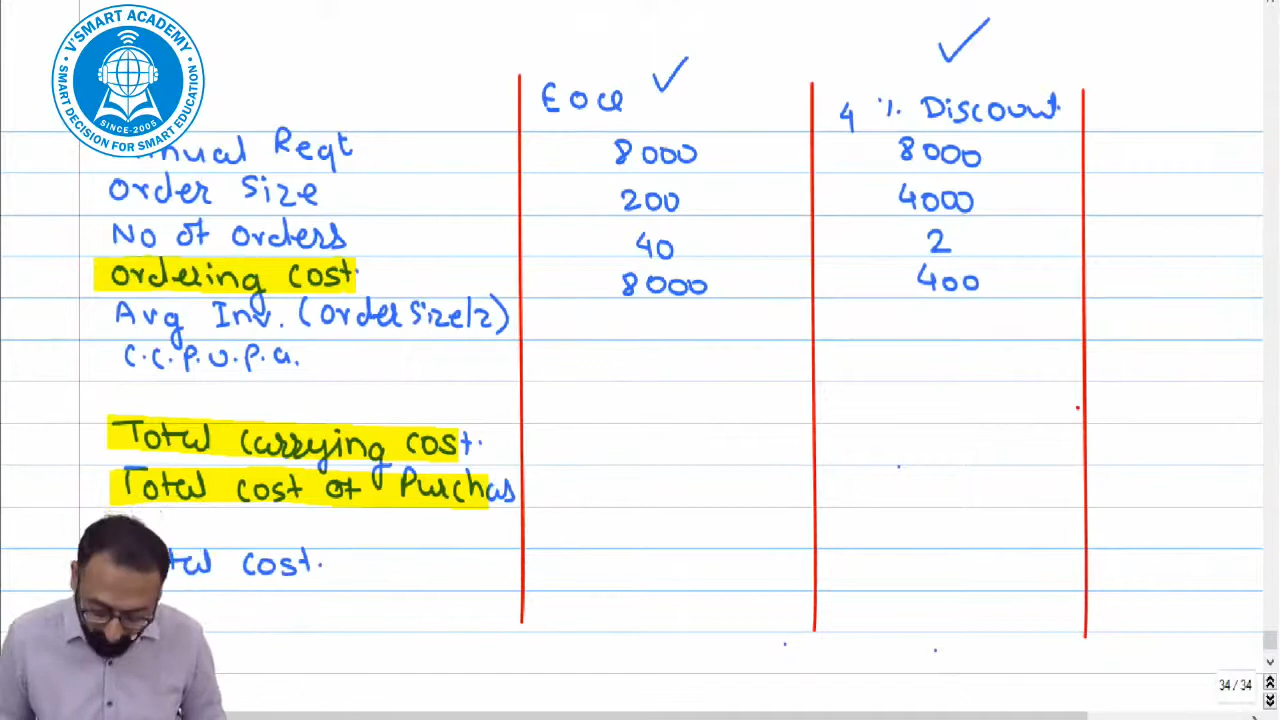 V'SMART ACADEMY
SMART DECISION FOR SMART EDUCATION
SINCE-2005
EOQ 4 % Discount
nnual Reqt 8000 8000
Order Size 200 4000
No of orders 40 2
ordering cost. 8000 400
Avg Inv. (order Size/2)
C.C.P.U.P.a.
Total carrying cost.
Total cost of Purchas
tal cost.
34/34